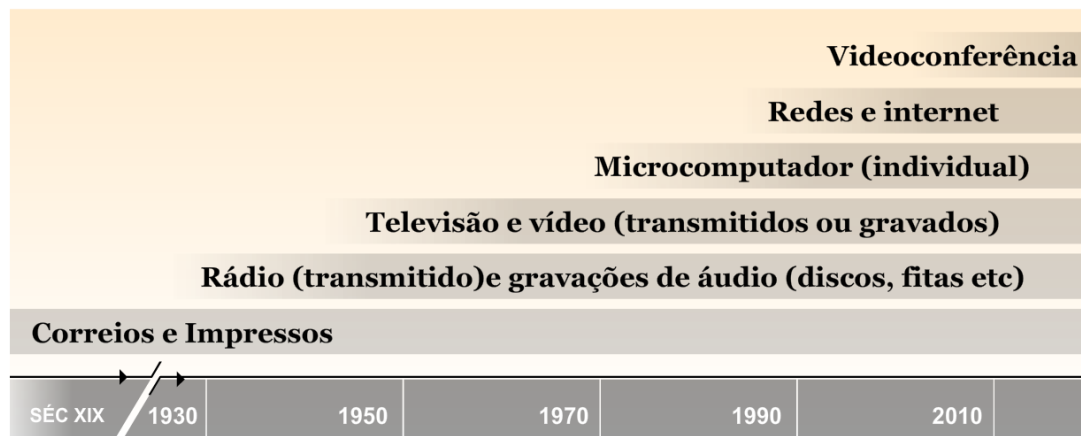 Videoconferência
Redes e internet
Microcomputador (individual)
Televisão e vídeo (transmitidos ou gravados)
Rádio (transmitido)e gravações de áudio (discos, fitas etc)
Correios e Impressos
SÉC XIX 1930 1950 1970 1990 2010